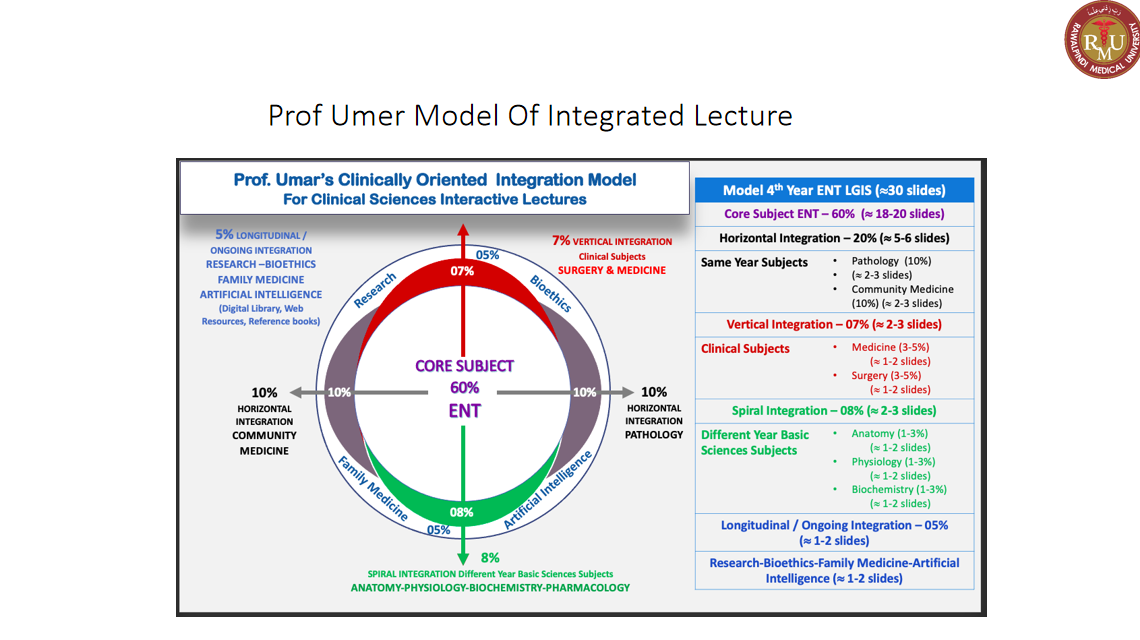 رَبِّ زِدْنِي عِلْمًا
RAWALPINDI MEDICAL UNIVERSITY
RMU
Prof Umer Model Of Integrated Lecture
Prof. Umar’s Clinically Oriented Integration Model
For Clinical Sciences Interactive Lectures
5% LONGITUDINAL /
ONGOING INTEGRATION
RESEARCH –BIOETHICS
FAMILY MEDICINE
ARTIFICIAL INTELLIGENCE
(Digital Library, Web
Resources, Reference books)
7% VERTICAL INTEGRATION
Clinical Subjects
SURGERY & MEDICINE
05%
07%
Research
Bioethics
CORE SUBJECT
60%
ENT
10%
10%
10%
HORIZONTAL
INTEGRATION
COMMUNITY
MEDICINE
10%
HORIZONTAL
INTEGRATION
PATHOLOGY
Family Medicine
Artificial Intelligence
08%
05%
8%
SPIRAL INTEGRATION Different Year Basic Sciences Subjects
ANATOMY-PHYSIOLOGY-BIOCHEMISTRY-PHARMACOLOGY
Model 4th Year ENT LGIS (≈30 slides)
Core Subject ENT – 60% (≈ 18-20 slides)
Horizontal Integration – 20% (≈ 5-6 slides)
Same Year Subjects
• Pathology (10%)
• (≈ 2-3 slides)
• Community Medicine
(10%) (≈ 2-3 slides)
Vertical Integration – 07% (≈ 2-3 slides)
Clinical Subjects
• Medicine (3-5%)
(≈ 1-2 slides)
• Surgery (3-5%)
(≈ 1-2 slides)
Spiral Integration – 08% (≈ 2-3 slides)
Different Year Basic
Sciences Subjects
• Anatomy (1-3%)
(≈ 1-2 slides)
• Physiology (1-3%)
(≈ 1-2 slides)
• Biochemistry (1-3%)
(≈ 1-2 slides)
Longitudinal / Ongoing Integration – 05%
(≈ 1-2 slides)
Research-Bioethics-Family Medicine-Artificial
Intelligence (≈ 1-2 slides)